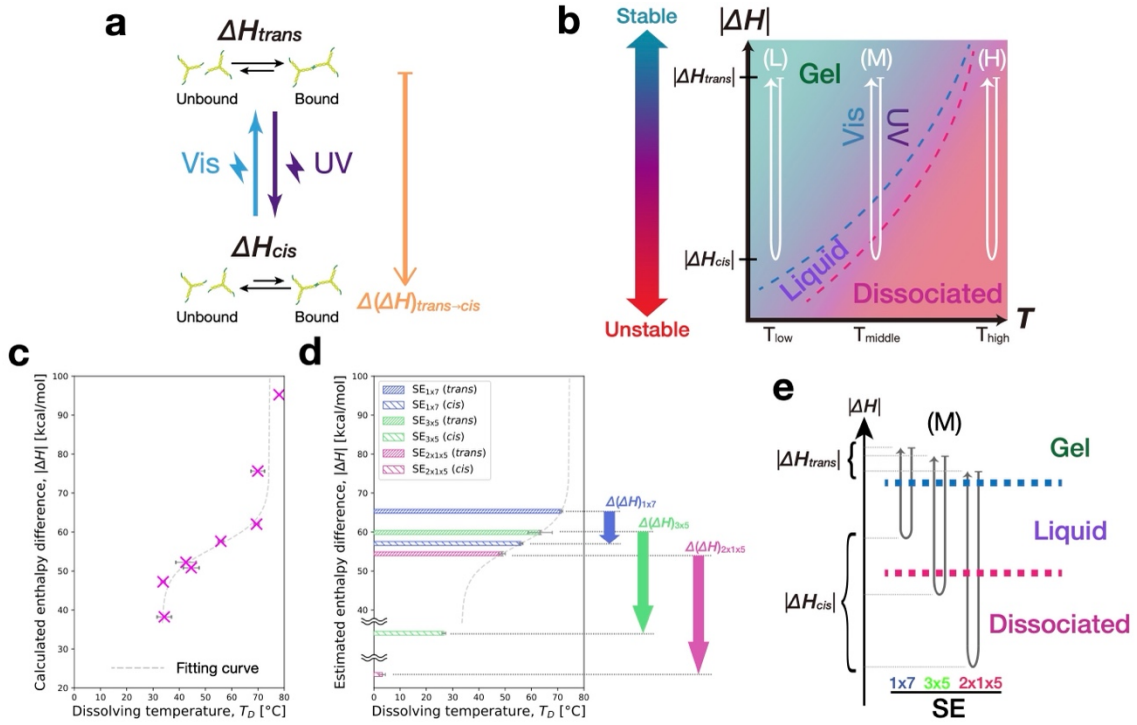 a
ΔHtrans
Unbound
Bound
Vis
UV
ΔHcis
Unbound
Bound
Δ(ΔH)trans→cis
b
Stable
Unstable
|ΔH|
|ΔHtrans|
|ΔHcis|
(L)
(M)
(H)
Gel
Vis
UV
Liquid
Dissociated
Tlow
Tmiddle
Thigh
T
c
Calculated enthalpy difference, |ΔH| [kcal/mol]
100
90
80
70
60
50
40
30
20
Fitting curve
0 10 20 30 40 50 60 70 80
Dissolving temperature, TD [°C]
d
Estimated enthalpy difference, |ΔH| [kcal/mol]
100
90
80
70
60
50
40
30
20
SE1x7 (trans)
SE1x7 (cis)
SE3x5 (trans)
SE3x5 (cis)
SE2x1x5 (trans)
SE2x1x5 (cis)
Δ(ΔH)1x7
Δ(ΔH)3x5
Δ(ΔH)2x1x5
0 10 20 30 40 50 60 70 80
Dissolving temperature, TD [°C]
e
|ΔH|
(M)
|ΔHtrans|
|ΔHcis|
Gel
Liquid
Dissociated
1x7 3x5 2x1x5
SE